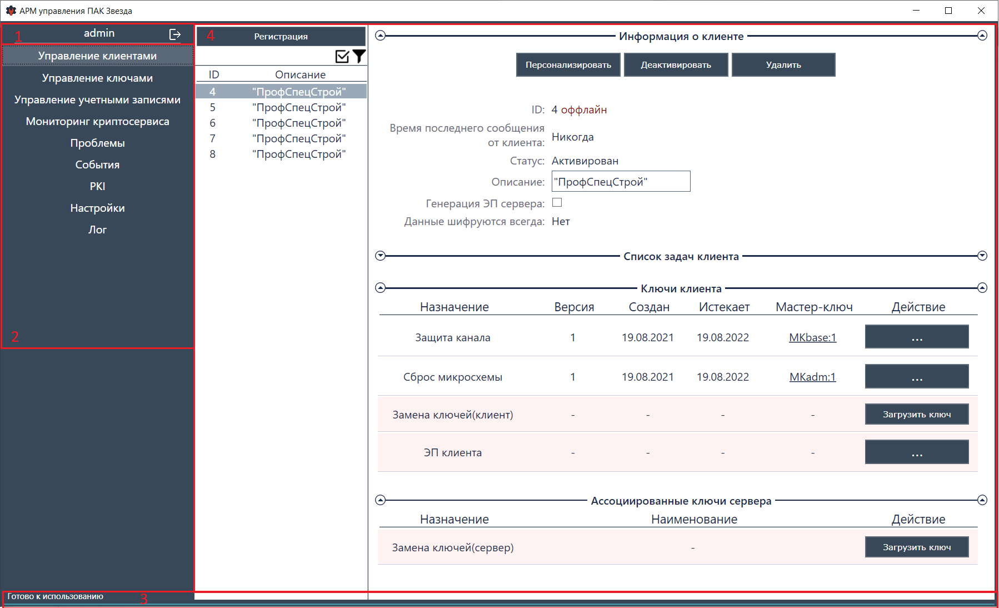 АРМ управления ПАК Звезда
1
admin
Управление клиентами
Управление ключами
Управление учетными записями
Мониторинг криптосервиса
Проблемы
События
PKI
Настройки
Лог
2
4
Регистрация
ID Описание
4 "ПрофСпецСтрой"
5 "ПрофСпецСтрой"
6 "ПрофСпецСтрой"
7 "ПрофСпецСтрой"
8 "ПрофСпецСтрой"
Информация о клиенте
Персонализировать Деактивировать Удалить
ID: 4 оффлайн
Время последнего сообщения
от клиента: Никогда
Статус: Активирован
Описание: "ПрофСпецСтрой"
Генерация ЭП сервера:
Данные шифруются всегда: Нет
Список задач клиента
Ключи клиента
Назначение Версия Создан Истекает Мастер-ключ Действие
Защита канала 1 19.08.2021 19.08.2022 MKbase:1 ...
Сброс микросхемы 1 19.08.2021 19.08.2022 MKadm:1 ...
Замена ключей(клиент) - - - - Загрузить ключ
ЭП клиента - - - - ...
Ассоциированные ключи сервера
Назначение Наименование Действие
Замена ключей(сервер) - Загрузить ключ
Готово к использованию
3